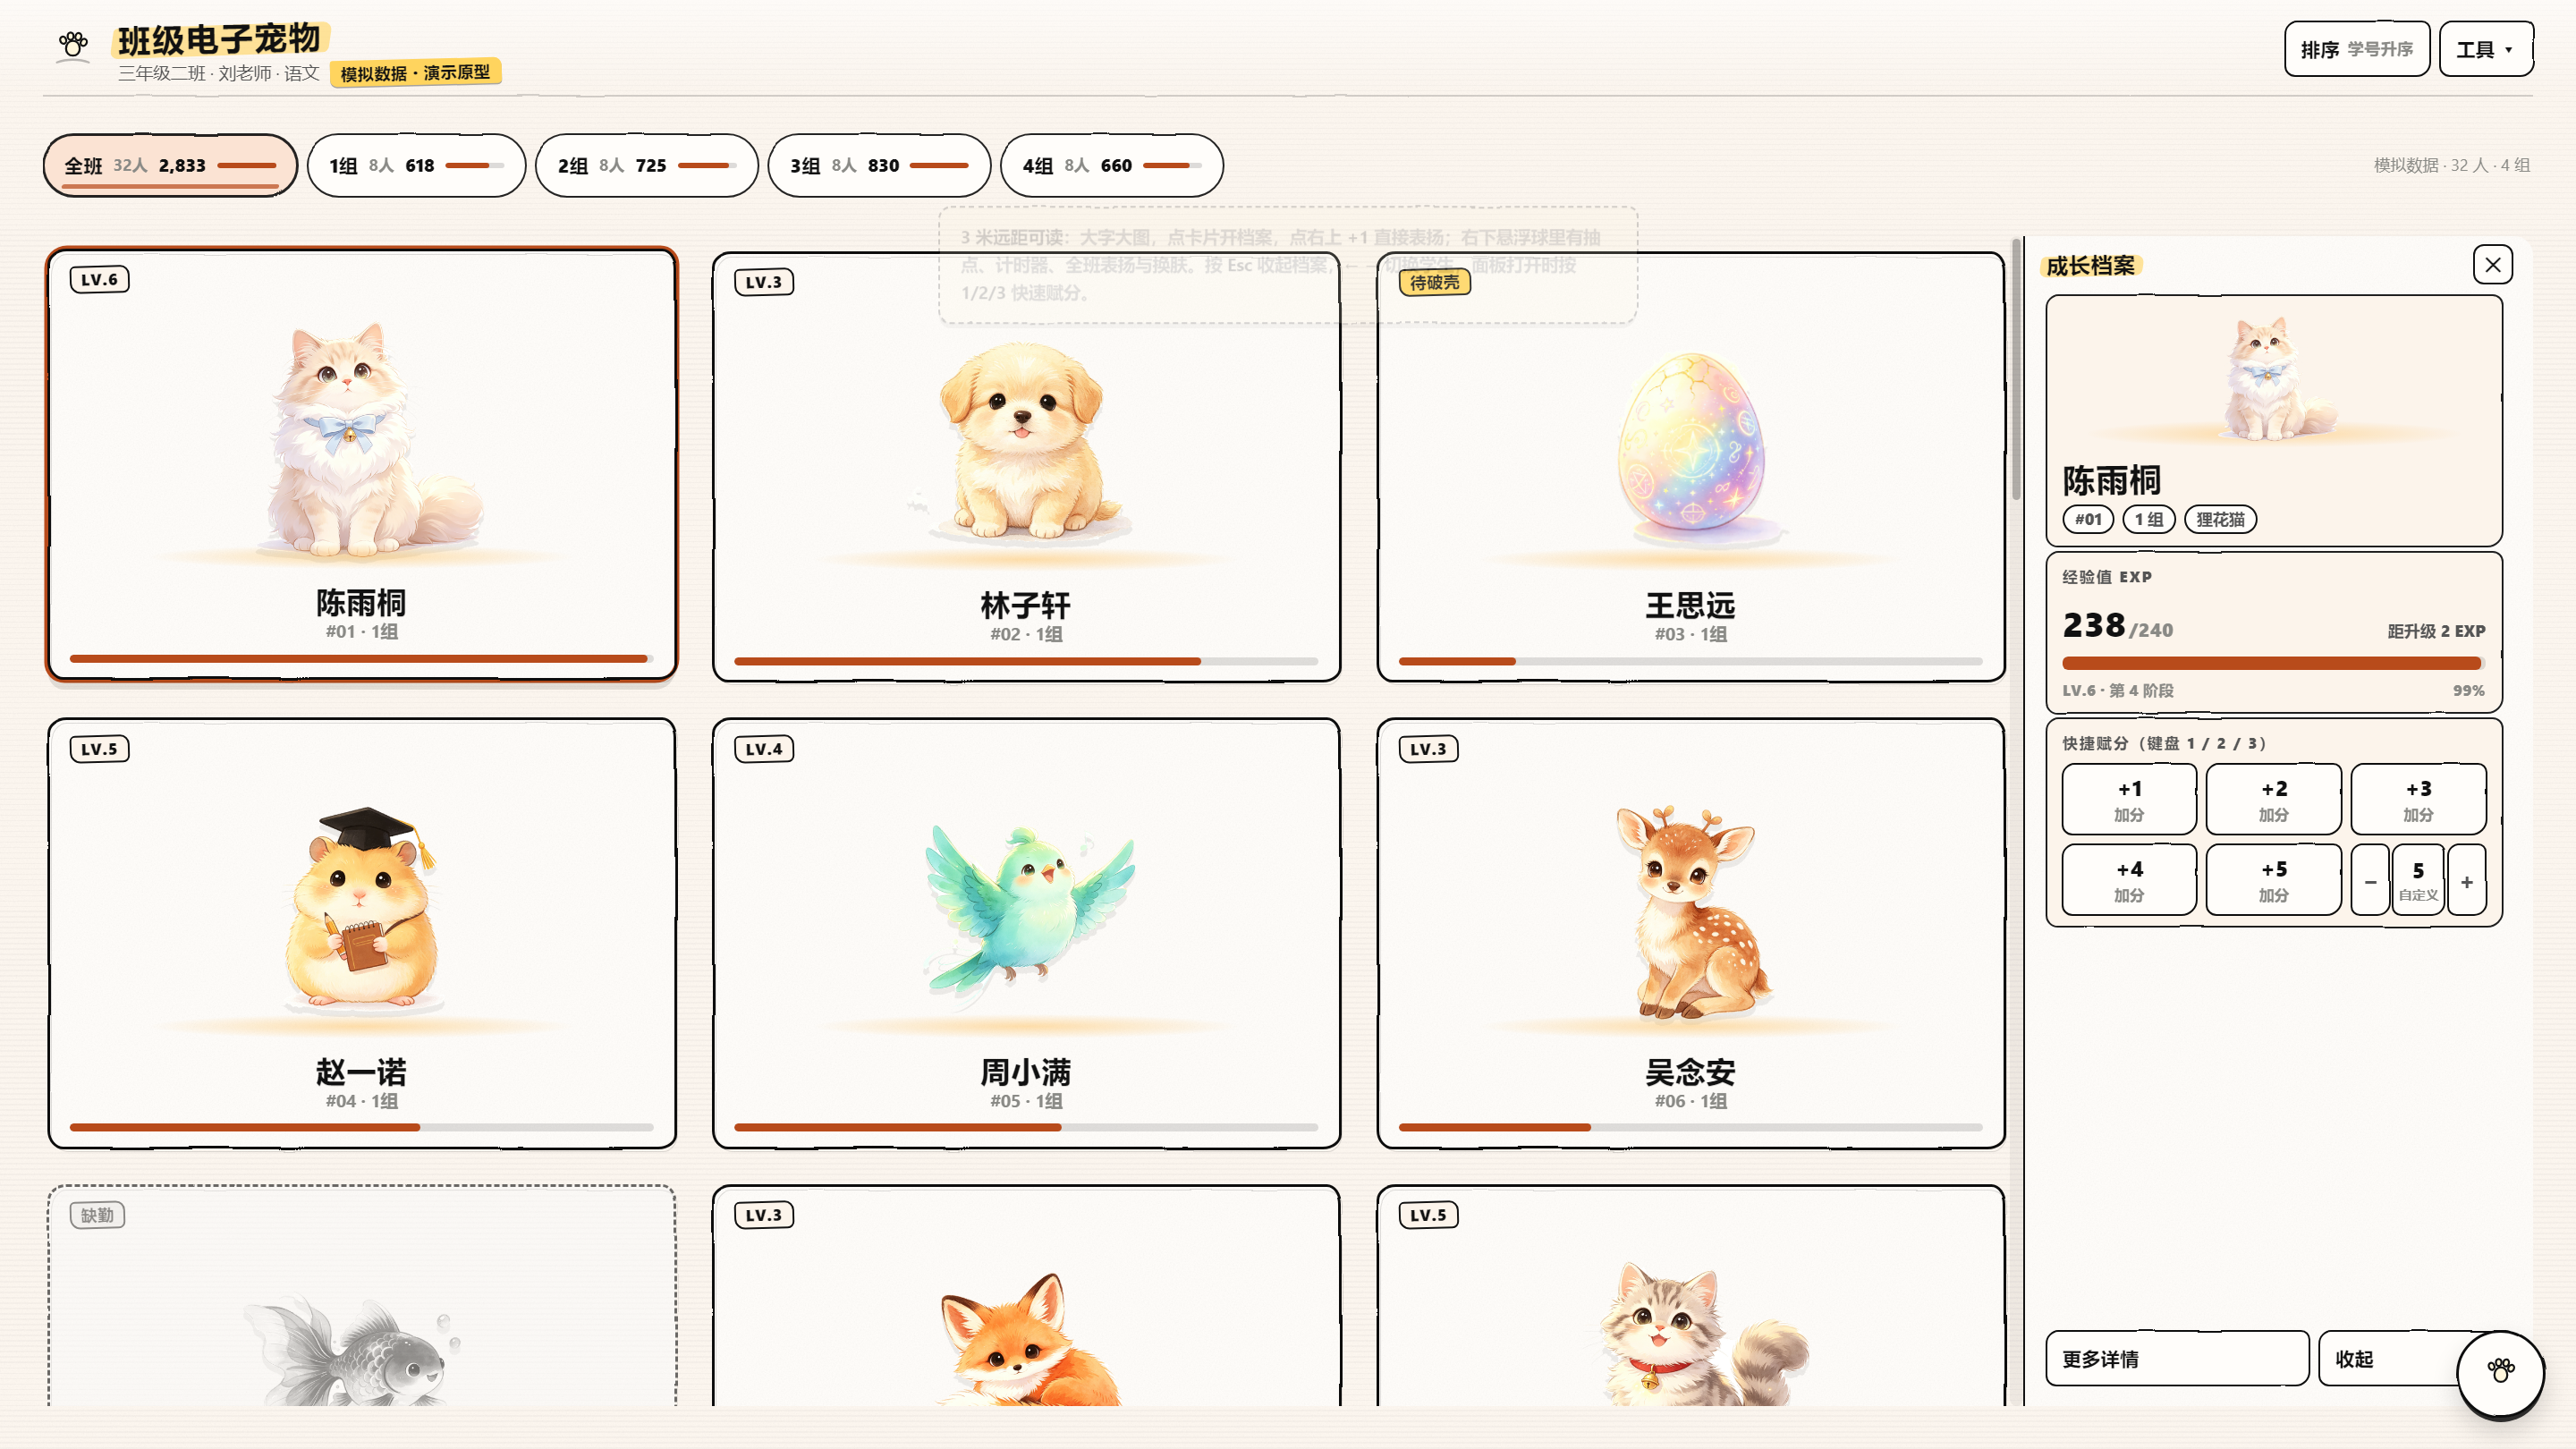 班级电子宠物
三年级二班 · 刘老师 · 语文 模拟数据 · 演示原型
排序 学号升序
工具 ▾
全班 32人 2,833
1组 8人 618
2组 8人 725
3组 8人 830
4组 8人 660
模拟数据 · 32 人 · 4 组
3 米远距可读：大字大图，点卡片开档案，点右上 +1 直接表扬；右下悬浮球里有抽
点、计时器、全班表扬与换肤。按 Esc 收起档案，← → 切换学生，面板打开时按
1/2/3 快速赋分。
LV.6
陈雨桐
#01 · 1组
LV.3
林子轩
#02 · 1组
待破壳
王思远
#03 · 1组
LV.5
赵一诺
#04 · 1组
LV.4
周小满
#05 · 1组
LV.3
吴念安
#06 · 1组
缺勤
LV.3
LV.5
成长档案
陈雨桐
#01 1 组 狸花猫
经验值 EXP
238/240 距升级 2 EXP
LV.6 · 第 4 阶段 99%
快捷赋分（键盘 1 / 2 / 3）
+1 加分
+2 加分
+3 加分
+4 加分
+5 加分
− 5 自定义 +
更多详情
收起